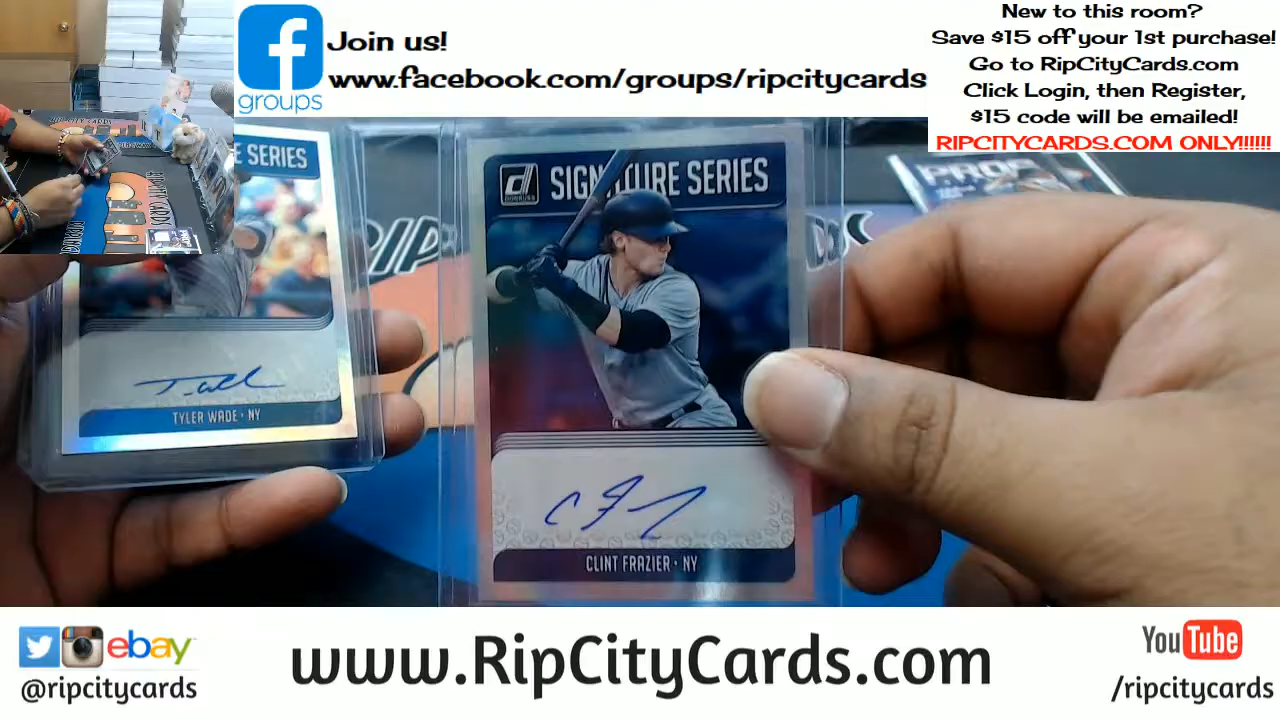 groups
Join us!
www.facebook.com/groups/ripcitycards
New to this room?
Save $15 off your 1st purchase!
Go to RipCityCards.com
Click Login, then Register,
$15 code will be emailed!
RIPCITYCARDS.COM ONLY!!!!!!
E SERIES
TYLER WADE • NY
RIP
DONRUSS
SIGNATURE SERIES
CLINT FRAZIER • NY
ebay
@ripcitycards
www.RipCityCards.com
YouTube
/ripcitycards